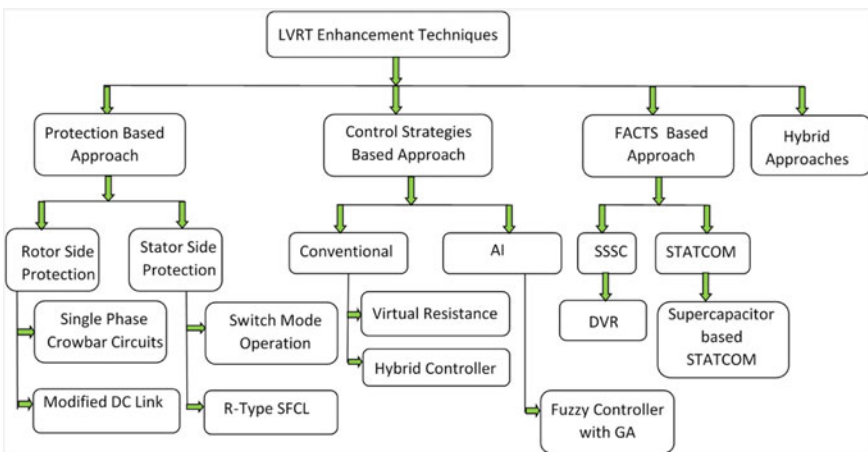 LVRT Enhancement Techniques
Protection Based
Approach
Control Strategies
Based Approach
FACTS Based
Approach
Hybrid
Approaches
Rotor Side
Protection
Stator Side
Protection
Conventional
AI
SSSC
STATCOM
Single Phase
Crowbar Circuits
Switch Mode
Operation
Virtual Resistance
DVR
Supercapacitor
based
STATCOM
Hybrid Controller
Modified DC Link
R-Type SFCL
Fuzzy Controller
with GA